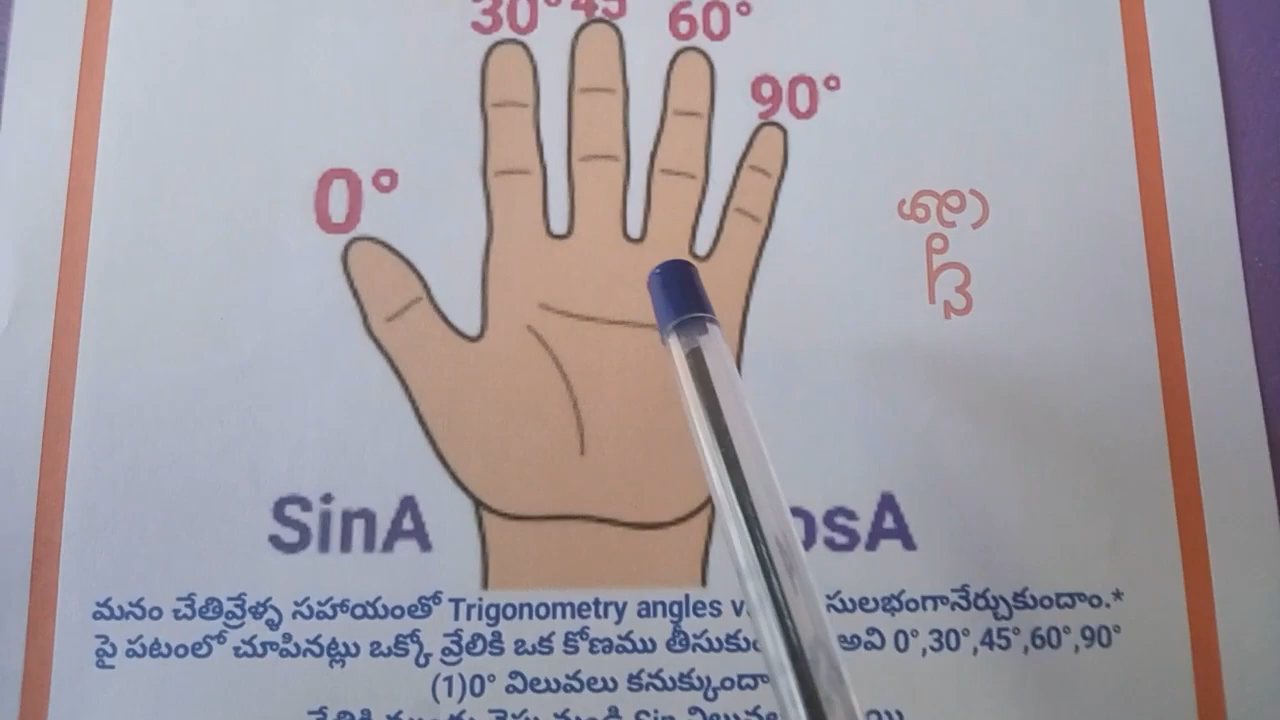 30° 45 60°
90°
0°
SinA osA
మనం చేతివ్రేళ్ళ సహాయంతో Trigonometry angles v సులభంగానేర్చుకుందాం.*
పై పటంలో చూపినట్లు ఒక్కో వ్రేలికి ఒక కోణము తీసుకు అవి 0°,30°,45°,60°,90°
(1)0° విలువలు కనుక్కుందా